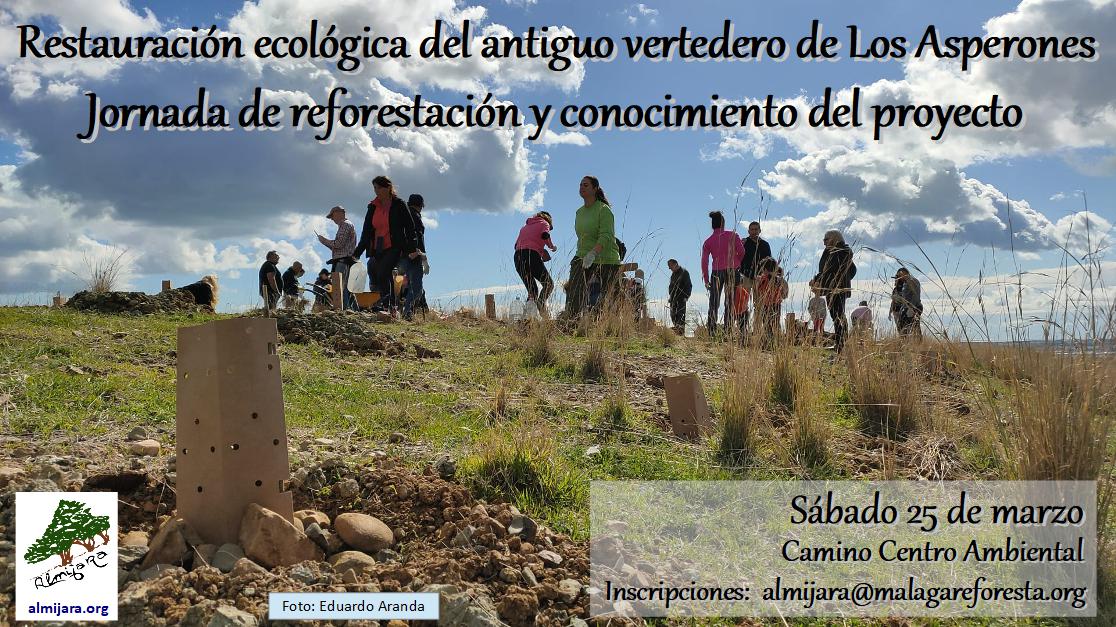 Restauración ecológica del antiguo vertedero de Los Asperones
Jornada de reforestación y conocimiento del proyecto
Sábado 25 de marzo
Camino Centro Ambiental
Inscripciones: almijara@malagareforesta.org
Almijara
almijara.org
Foto: Eduardo Aranda